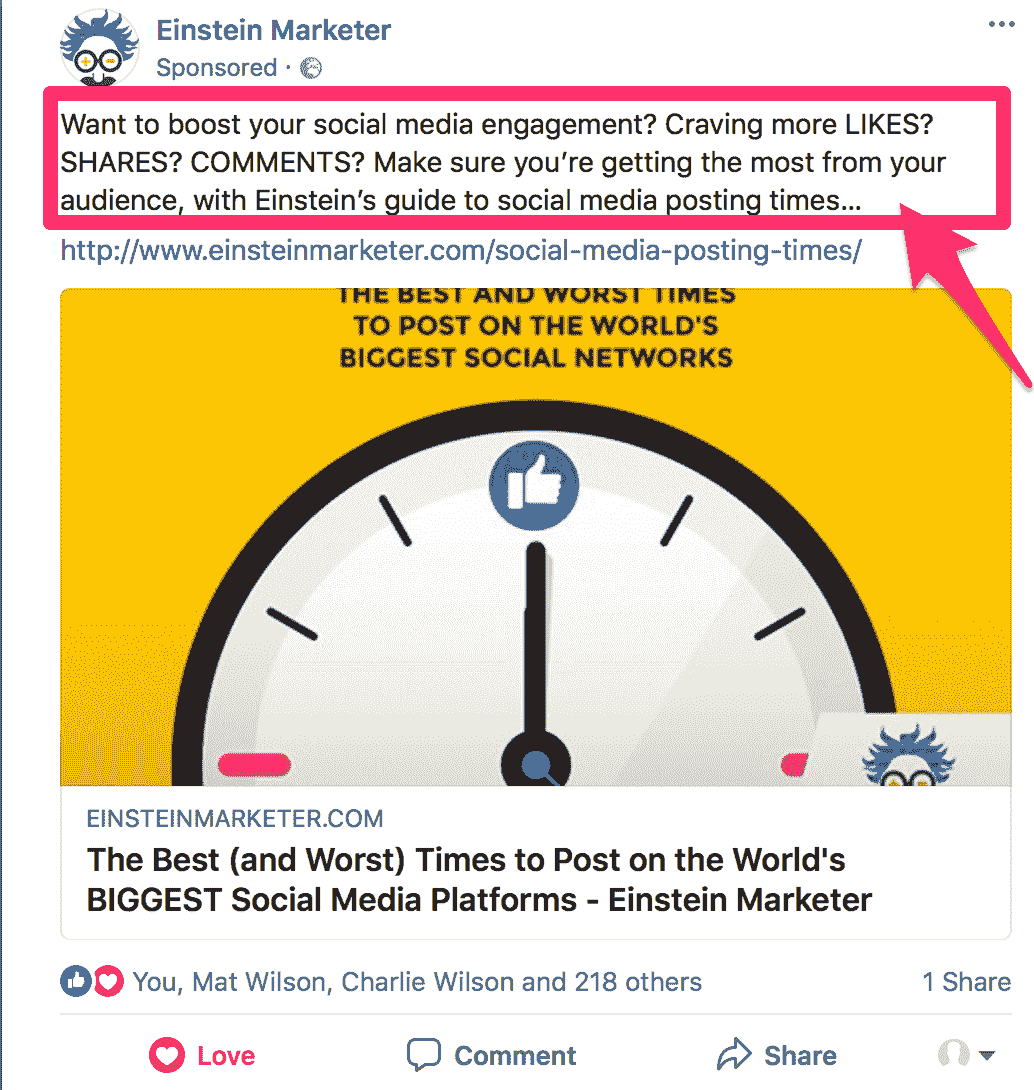 Einstein Marketer
Sponsored ·
Want to boost your social media engagement? Craving more LIKES?
SHARES? COMMENTS? Make sure you’re getting the most from your
audience, with Einstein’s guide to social media posting times...
http://www.einsteinmarketer.com/social-media-posting-times/
THE BEST AND WORST TIMES
TO POST ON THE WORLD'S
BIGGEST SOCIAL NETWORKS
EINSTEINMARKETER.COM
The Best (and Worst) Times to Post on the World's
BIGGEST Social Media Platforms - Einstein Marketer
You, Mat Wilson, Charlie Wilson and 218 others
1 Share
Love
Comment
Share